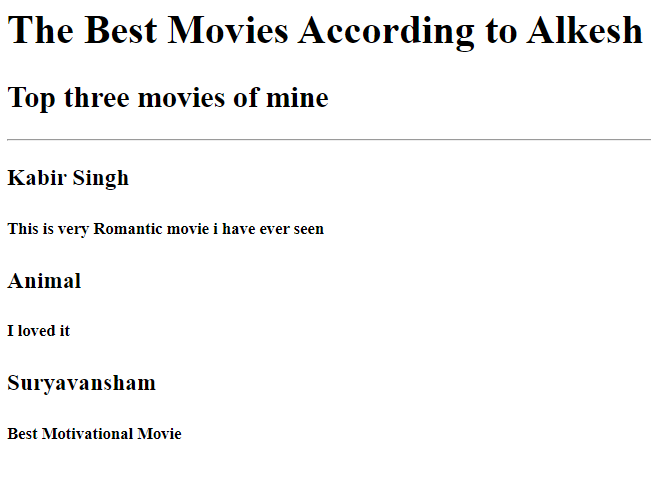 The Best Movies According to Alkesh
Top three movies of mine
Kabir Singh
This is very Romantic movie i have ever seen
Animal
I loved it
Suryavansham
Best Motivational Movie